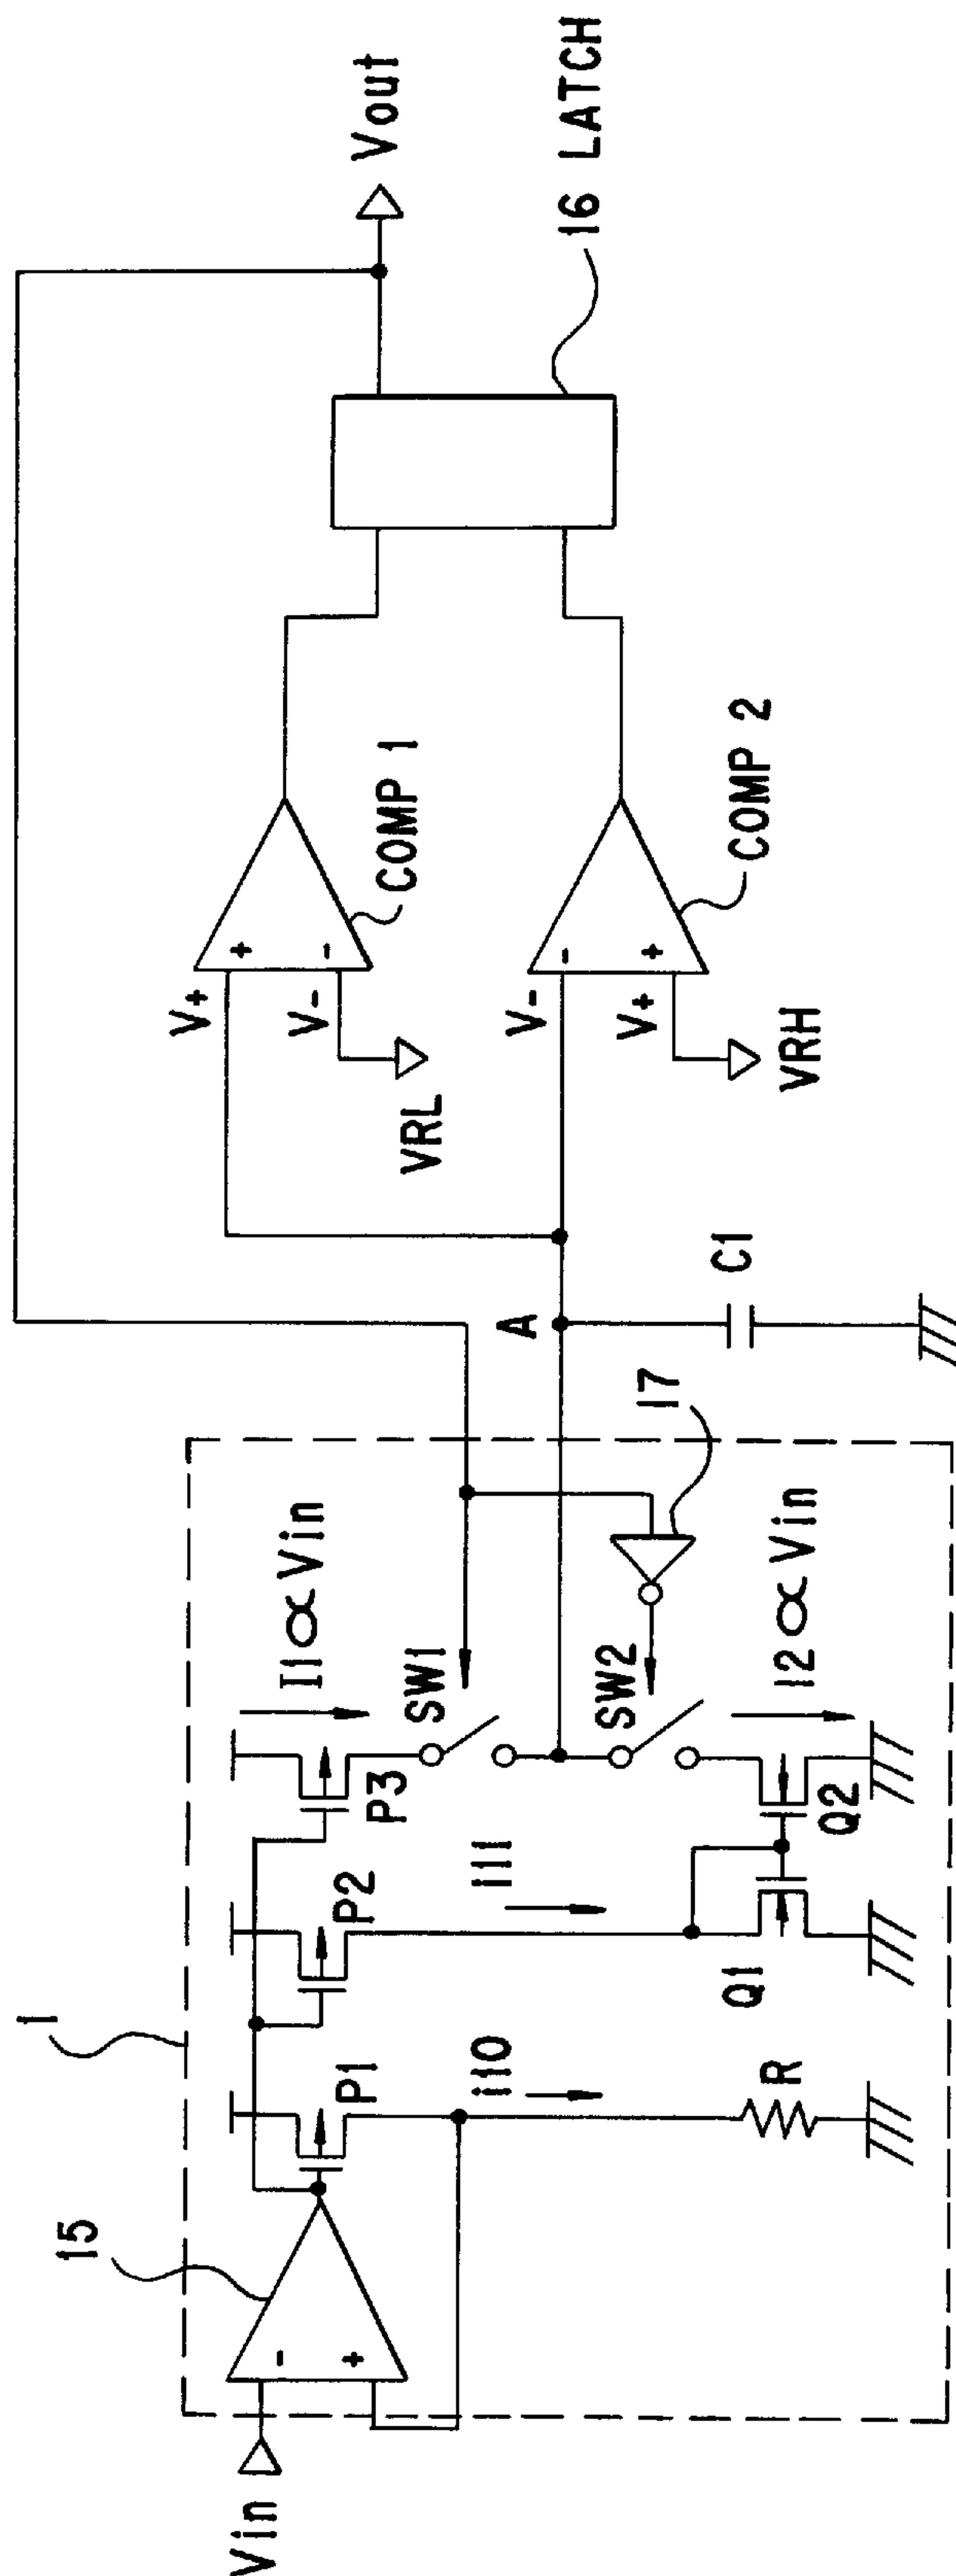 Vin
15
1
-
+
P1
P2
P3
i10
i11
I1∝Vin
R
Q1
Q2
SW1
SW2
I2∝Vin
17
A
C1
V+
V-
VRL
+
-
COMP 1
V-
V+
VRH
-
+
COMP 2
16 LATCH
Vout